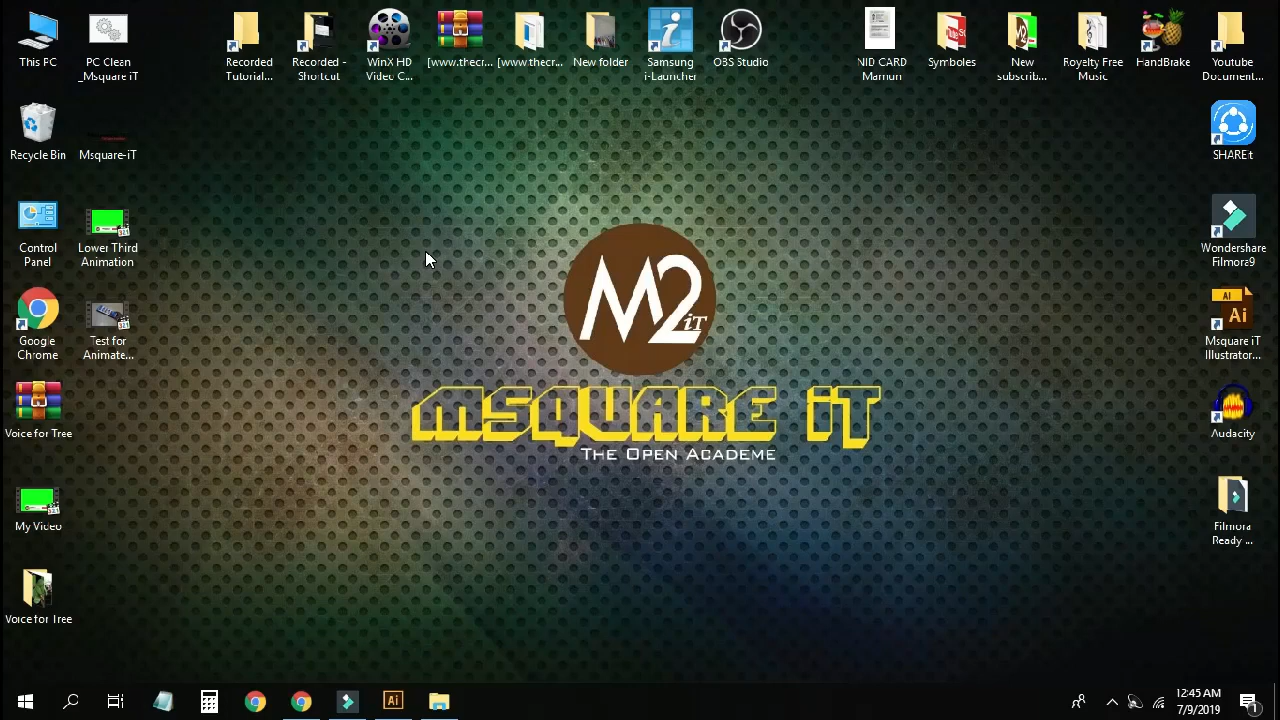 This PC
PC Clean
_Msquare iT
Recorded
Tutorial...
Recorded -
Shortcut
WinX HD
Video C...
[www.thecr...
[www.thecr...
New folder
Samsung
i-Launcher
OBS Studio
NID CARD
Mamun
Symboles
New
subscrib...
Royelty Free
Music
HandBrake
Youtube
Document...
Recycle Bin
Msquare-iT
SHAREit
Control
Panel
Lower Third
Animation
Wondershare
Filmora9
Google
Chrome
Test for
Animate...
Msquare iT
Illustrator...
Voice for Tree
Audacity
My Video
Filmora
Ready ...
Voice for Tree
M2
iT
MSQUARE iT
The Open Academe
Ai
12:45 AM
7/9/2019
1